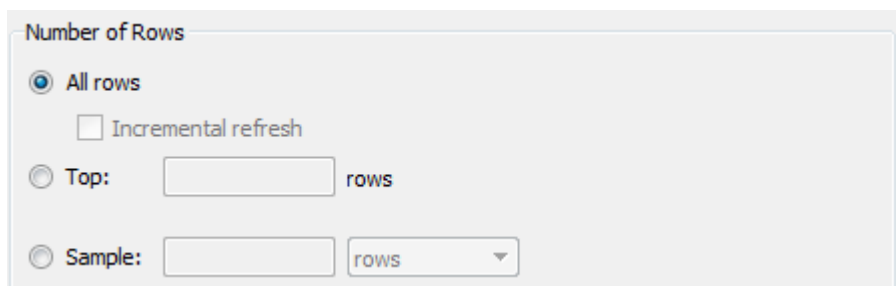 Number of Rows
All rows
Incremental refresh
Top: rows
Sample: rows